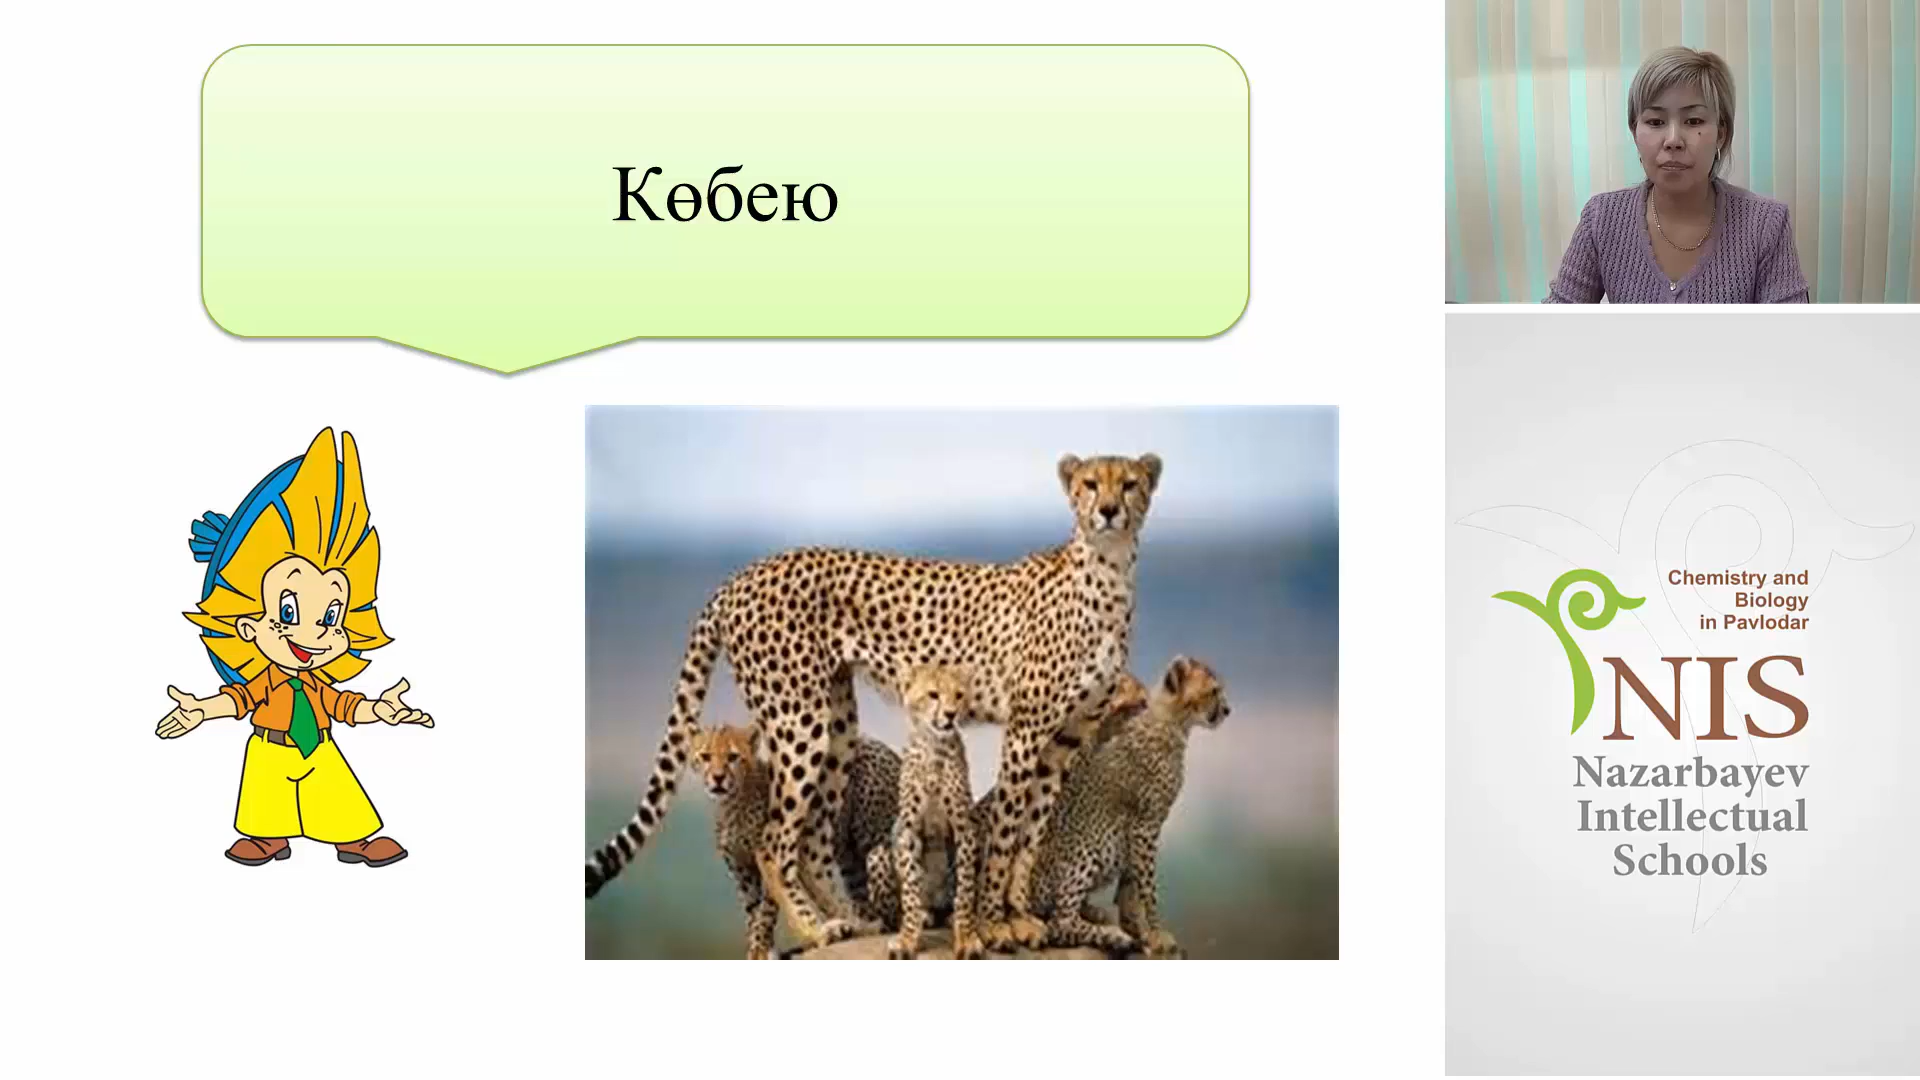 Көбею
Chemistry and
Biology
in Pavlodar
NIS
Nazarbayev
Intellectual
Schools